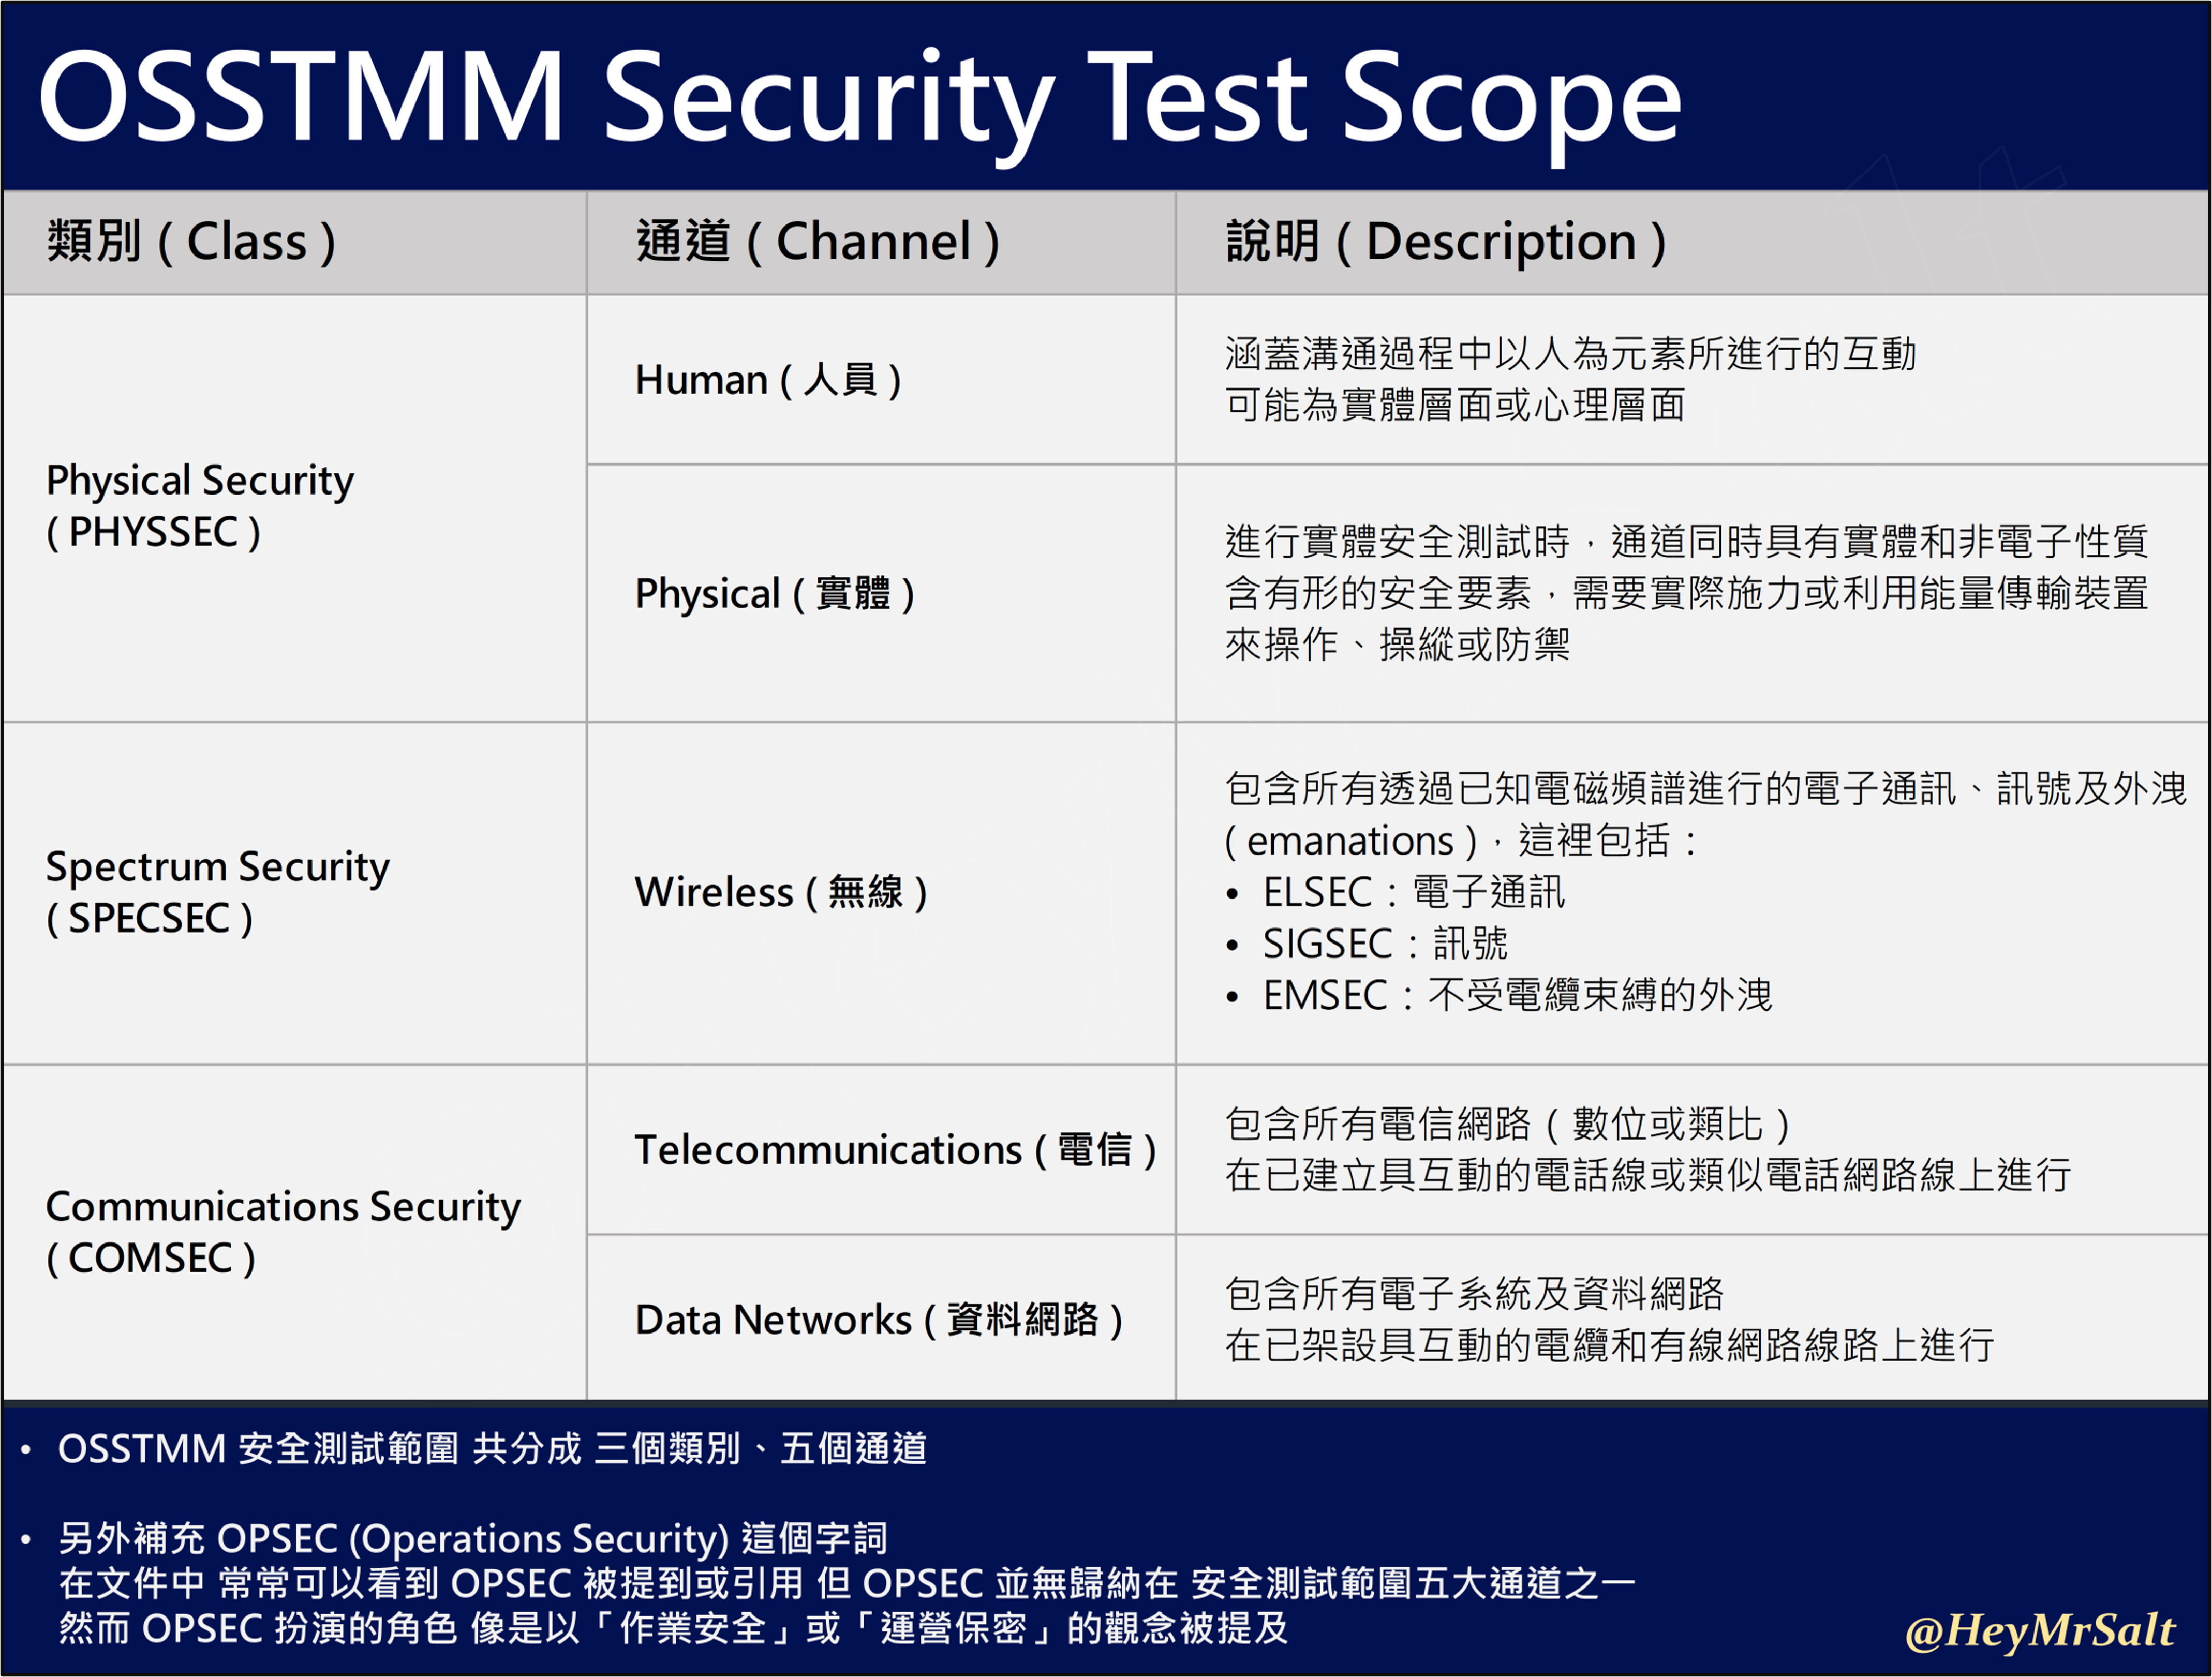 OSSTMM Security Test Scope
類別 ( Class )
通道 ( Channel )
說明 ( Description )
Physical Security
( PHYSSEC )
Human ( 人員 )
涵蓋溝通過程中以人為元素所進行的互動
可能為實體層面或心理層面
Physical ( 實體 )
進行實體安全測試時，通道同時具有實體和非電子性質
含有形的安全要素，需要實際施力或利用能量傳輸裝置
來操作、操縱或防禦
Spectrum Security
( SPECSEC )
Wireless ( 無線 )
包含所有透過已知電磁頻譜進行的電子通訊、訊號及外洩
( emanations )，這裡包括：
• ELSEC：電子通訊
• SIGSEC：訊號
• EMSEC：不受電纜束縛的外洩
Communications Security
( COMSEC )
Telecommunications ( 電信 )
包含所有電信網路 ( 數位或類比 )
在已建立具互動的電話線或類似電話網路線上進行
Data Networks ( 資料網路 )
包含所有電子系統及資料網路
在已架設具互動的電纜和有線網路線路上進行
• OSSTMM 安全測試範圍 共分成 三個類別、五個通道
• 另外補充 OPSEC (Operations Security) 這個字詞
在文件中 常常可以看到 OPSEC 被提到或引用 但 OPSEC 並無歸納在 安全測試範圍五大通道之一
然而 OPSEC 扮演的角色 像是以「作業安全」或「運營保密」的觀念被提及
@HeyMrSalt